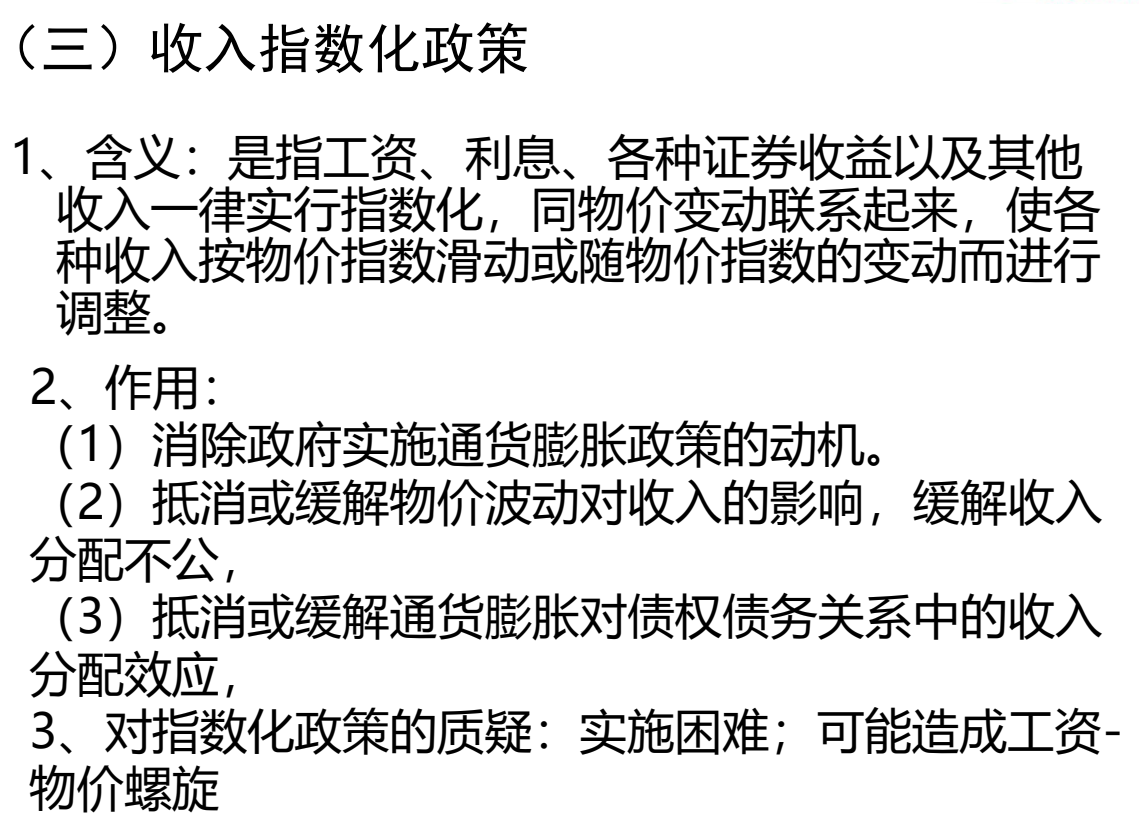 （三）收入指数化政策
1、含义：是指工资、利息、各种证券收益以及其他
收入一律实行指数化，同物价变动联系起来，使各
种收入按物价指数滑动或随物价指数的变动而进行
调整。
2、作用：
（1）消除政府实施通货膨胀政策的动机。
（2）抵消或缓解物价波动对收入的影响，缓解收入
分配不公，
（3）抵消或缓解通货膨胀对债权债务关系中的收入
分配效应，
3、对指数化政策的质疑：实施困难；可能造成工资-
物价螺旋